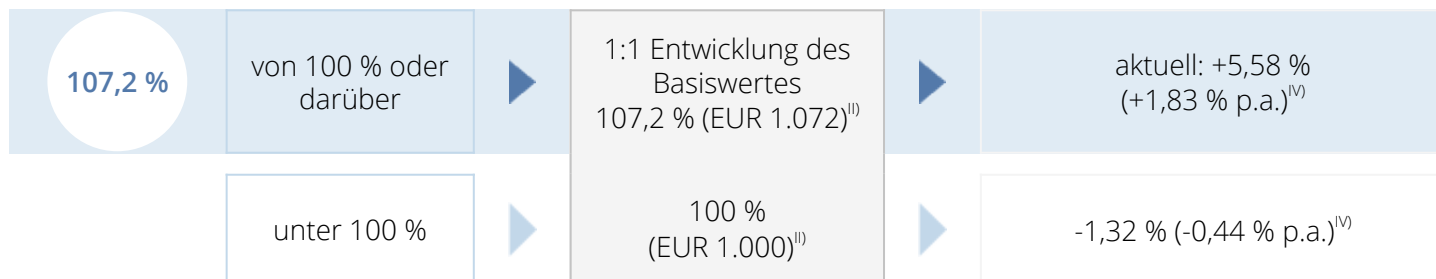 107,2 %
von 100 % oder
darüber
1:1 Entwicklung des
Basiswertes
107,2 % (EUR 1.072)II)
aktuell: +5,58 %
(+1,83 % p.a.)IV)
unter 100 %
100 %
(EUR 1.000)II)
-1,32 % (-0,44 % p.a.)IV)